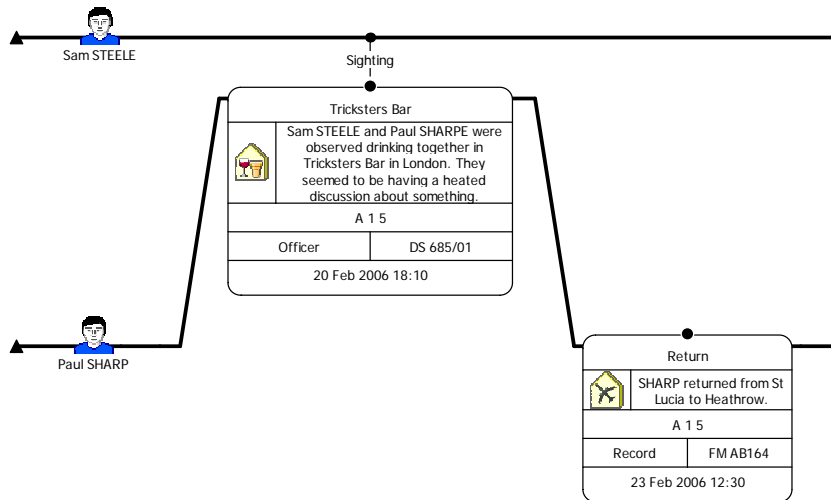 Sam STEELE
Sighting
Tricksters Bar
Sam STEELE and Paul SHARPE were
observed drinking together in
Tricksters Bar in London. They
seemed to be having a heated
discussion about something.
A 1 5
Officer
DS 685/01
20 Feb 2006 18:10
Paul SHARP
Return
SHARP returned from St
Lucia to Heathrow.
A 1 5
Record
FM AB164
23 Feb 2006 12:30